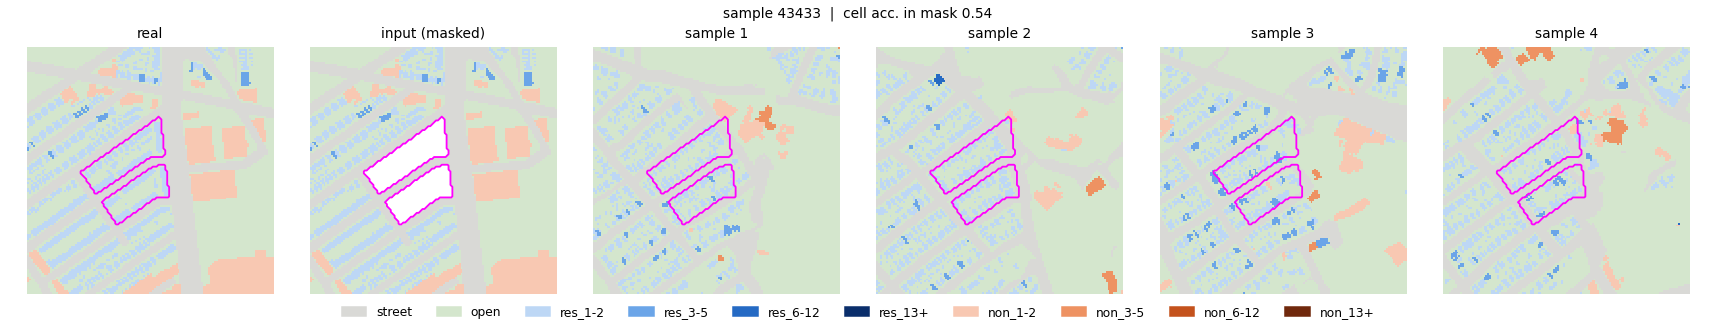 sample 43433  |  cell acc. in mask 0.54
real
input (masked)
sample 1
sample 2
sample 3
sample 4
street
open
res_1-2
res_3-5
res_6-12
res_13+
non_1-2
non_3-5
non_6-12
non_13+